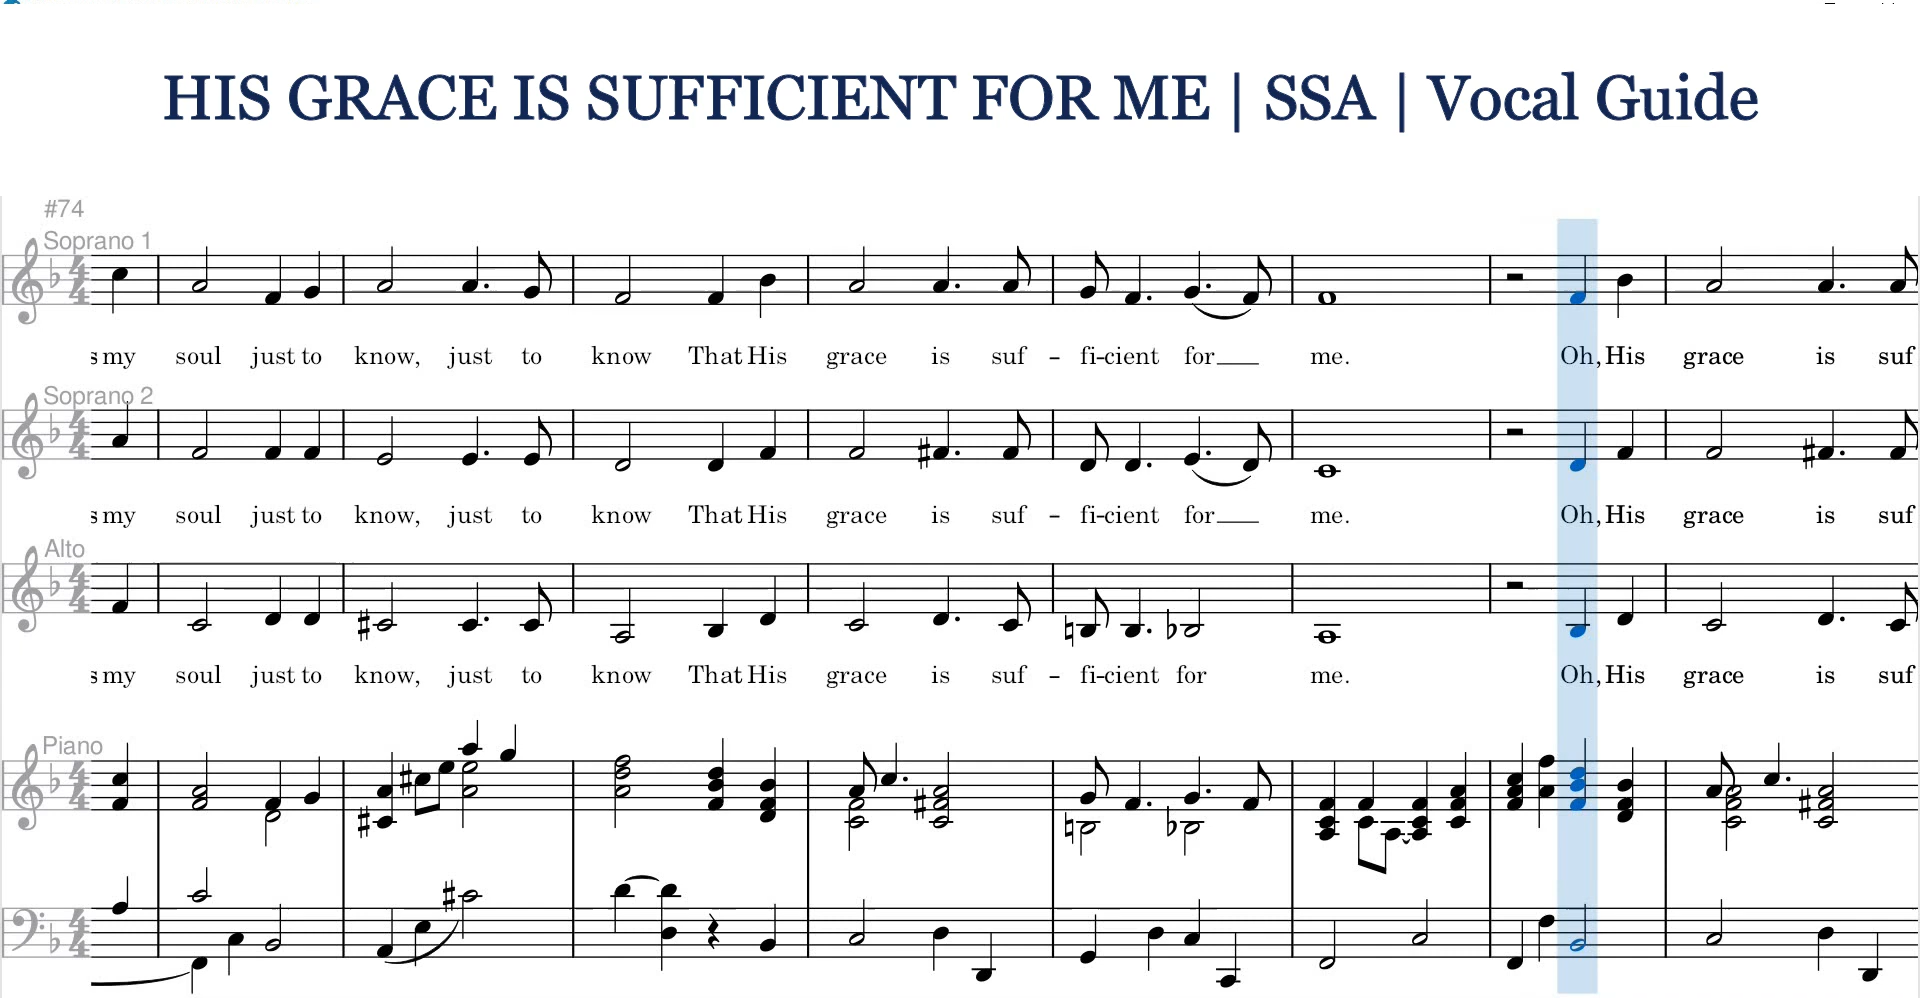 HIS GRACE IS SUFFICIENT FOR ME | SSA | Vocal Guide
#74
Soprano 1
s my soul just to know, just to know That His grace is suf - fi-cient for me. Oh, His grace is suf
Soprano 2
s my soul just to know, just to know That His grace is suf - fi-cient for me. Oh, His grace is suf
Alto
s my soul just to know, just to know That His grace is suf - fi-cient for me. Oh, His grace is suf
Piano